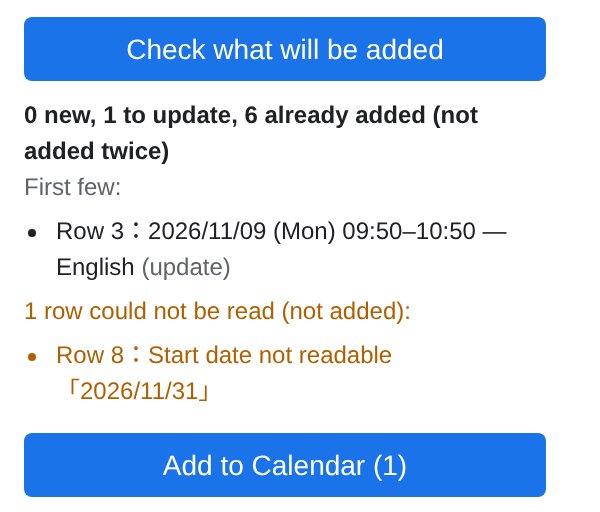 Check what will be added
0 new, 1 to update, 6 already added (not
added twice)
First few:
• Row 3：2026/11/09 (Mon) 09:50–10:50 —
English (update)
1 row could not be read (not added):
• Row 8：Start date not readable
「2026/11/31」
Add to Calendar (1)